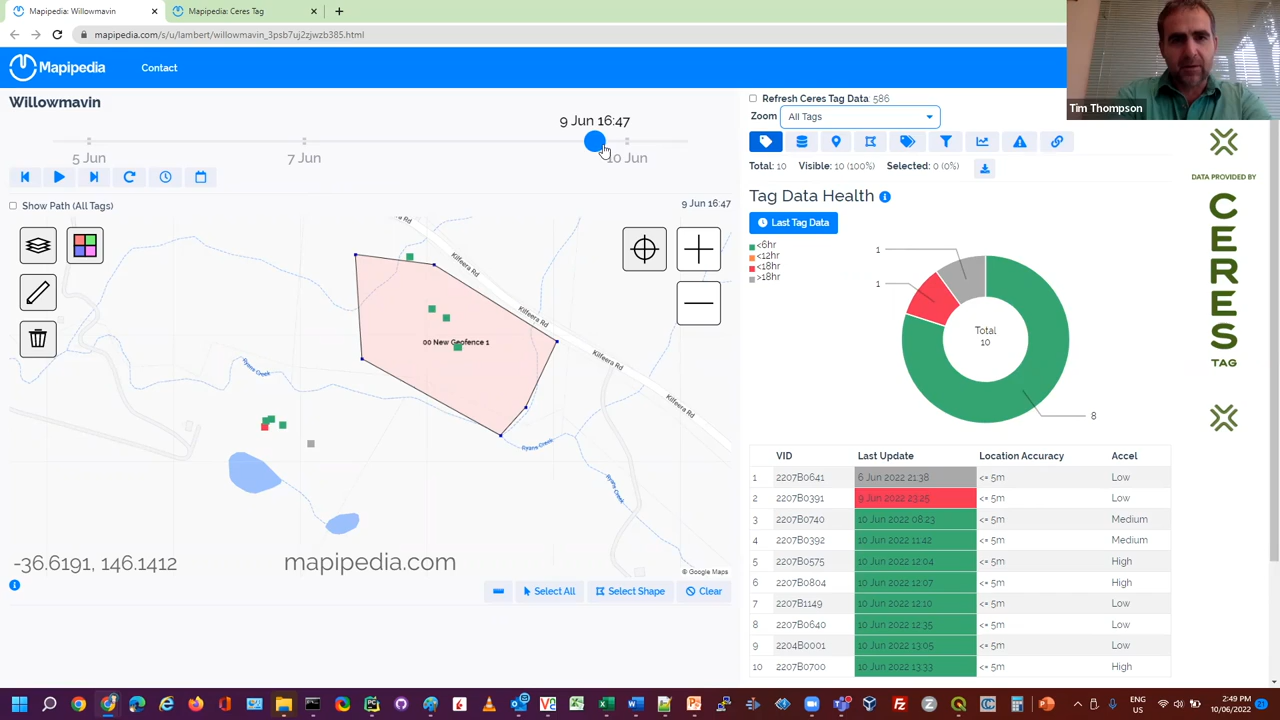 Mapipedia: Willowmavin
Mapipedia: Ceres Tag
mapipedia.com/s/u/lambert/willowmavin_3psb7uj2zjwzts85.html
Mapipedia
Contact
Tim Thompson
Willowmavin
9 Jun 16:47
5 Jun
7 Jun
10 Jun
Show Path (All Tags)
9 Jun 16:47
Kilfeera Rd
Kilfeera Rd
Kilfeera Rd
Kilfeera Rd
00 New Geofence 1
Ryans Creek
Ryans Creek
Ryans Creek
-36.6191, 146.1412
mapipedia.com
© Google Maps
Select All
Select Shape
Clear
Refresh Ceres Tag Data: 586
Zoom
All Tags
Total: 10 Visible: 10 (100%) Selected: 0 (0%)
Tag Data Health
Last Tag Data
<6hr
<12hr
<18hr
>18hr
1
1
Total
10
8
VID Last Update Location Accuracy Accel
1 2207B0641 6 Jun 2022 21:38 <= 5m Low
2 2207B0391 9 Jun 2022 23:25 <= 5m Low
3 2207B0740 10 Jun 2022 08:23 <= 5m Medium
4 2207B0392 10 Jun 2022 11:42 <= 5m Medium
5 2207B0575 10 Jun 2022 12:04 <= 5m High
6 2207B0804 10 Jun 2022 12:07 <= 5m High
7 2207B1149 10 Jun 2022 12:10 <= 5m Low
8 2207B0640 10 Jun 2022 12:35 <= 5m Low
9 2204B0001 10 Jun 2022 13:05 <= 5m Low
10 2207B0700 10 Jun 2022 13:33 <= 5m High
DATA PROVIDED BY
CERES
TAG
ENG
US
2:49 PM
10/06/2022